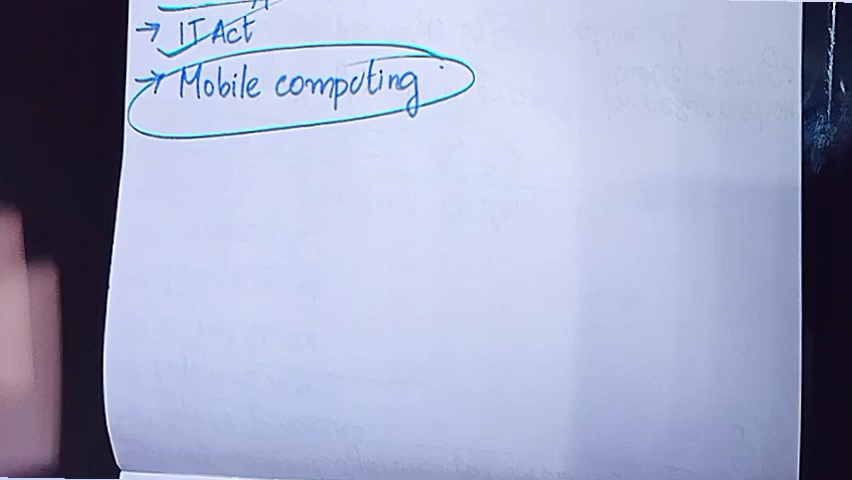 → IT Act
→ Mobile computing